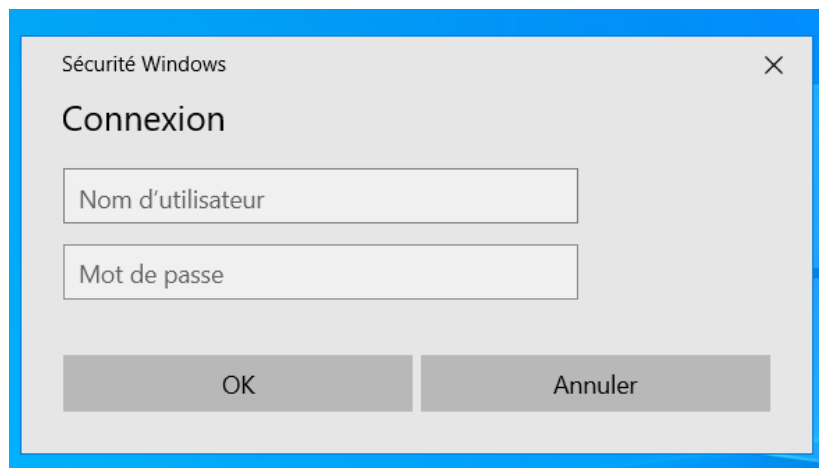 Sécurité Windows
Connexion
Nom d’utilisateur
Mot de passe
OK
Annuler